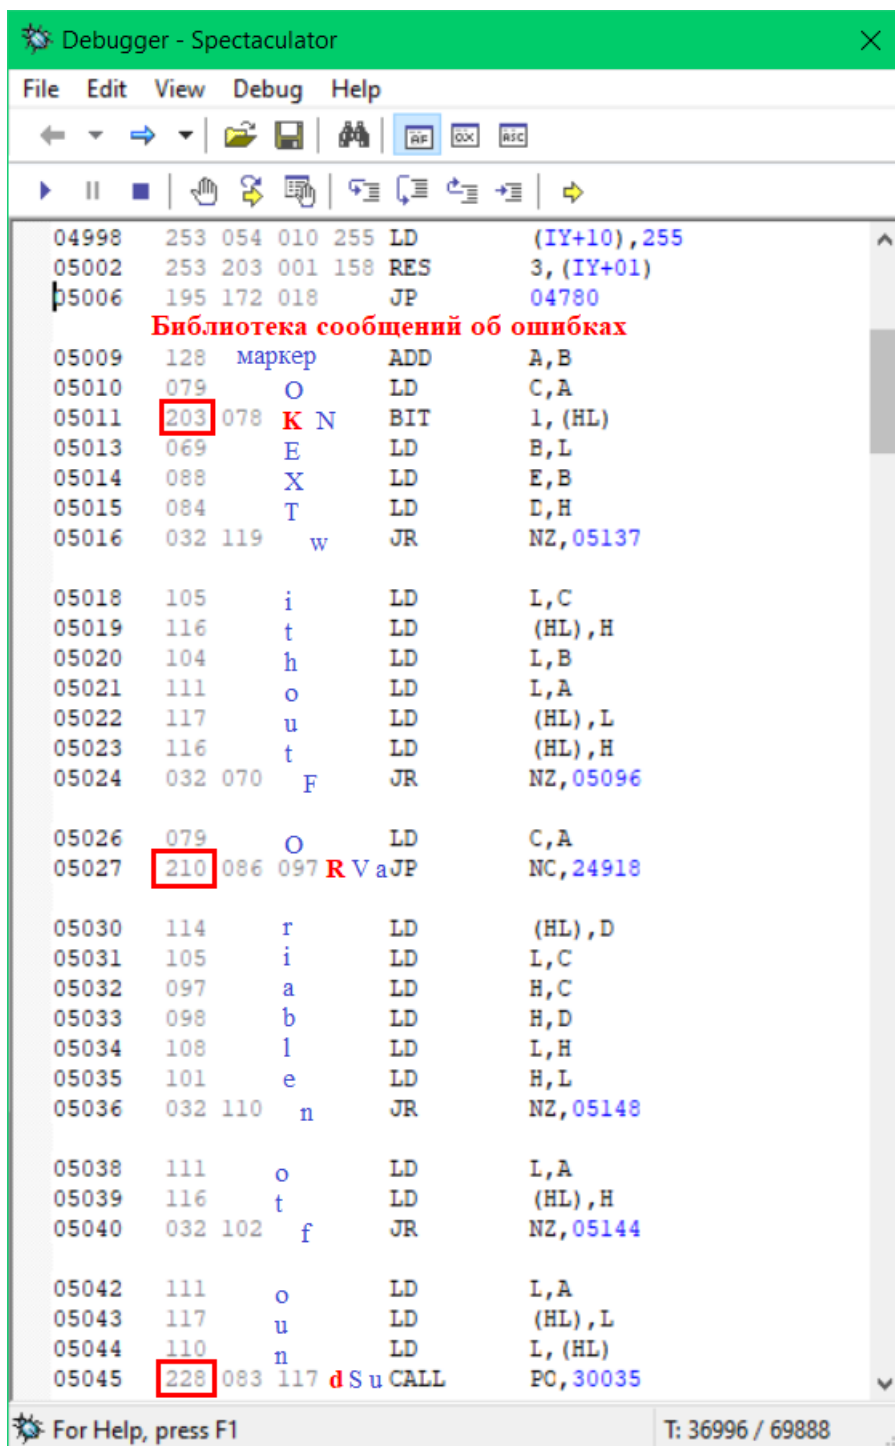 Debugger - Spectaculator
File Edit View Debug Help
04998 253 054 010 255 LD (IY+10),255
05002 253 203 001 158 RES 3,(IY+01)
05006 195 172 018 JP 04780
Библиотека сообщений об ошибках
05009 128 маркер ADD A,B
05010 079 O LD C,A
05011 203 078 K N BIT 1,(HL)
05013 069 E LD B,L
05014 088 X LD E,B
05015 084 T LD D,H
05016 032 119 w JR NZ,05137
05018 105 i LD L,C
05019 116 t LD (HL),H
05020 104 h LD L,B
05021 111 o LD L,A
05022 117 u LD (HL),L
05023 116 t LD (HL),H
05024 032 070 F JR NZ,05096
05026 079 O LD C,A
05027 210 086 097 R V a JP NC,24918
05030 114 r LD (HL),D
05031 105 i LD L,C
05032 097 a LD H,C
05033 098 b LD H,D
05034 108 l LD L,H
05035 101 e LD H,L
05036 032 110 n JR NZ,05148
05038 111 o LD L,A
05039 116 t LD (HL),H
05040 032 102 f JR NZ,05144
05042 111 o LD L,A
05043 117 u LD (HL),L
05044 110 n LD L,(HL)
05045 228 083 117 d S u CALL PO,30035
For Help, press F1 T: 36996 / 69888